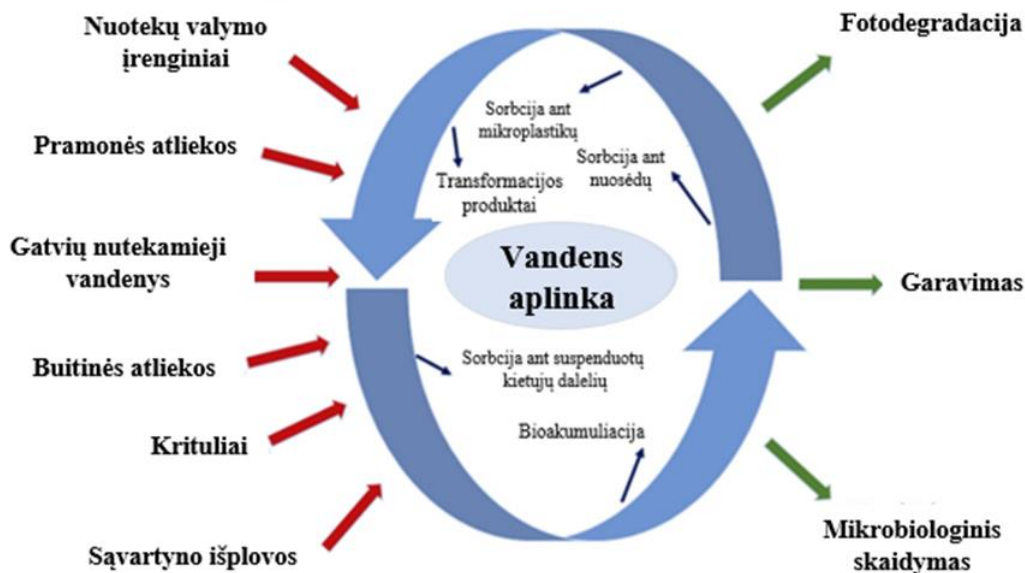 Nuotekų valymo
įrenginiai
Pramonės atliekos
Gatvių nutekamieji
vandenys
Buitinės atliekos
Krituliai
Sąvartyno išplovos
Sorbcija ant
mikroplastikų
Sorbcija ant
nuosėdų
Transformacijos
produktai
Vandens
aplinka
Sorbcija ant suspenduotų
kietujų dalelių
Bioakumuliacija
Fotodegradacija
Garavimas
Mikrobiologinis
skaidymas